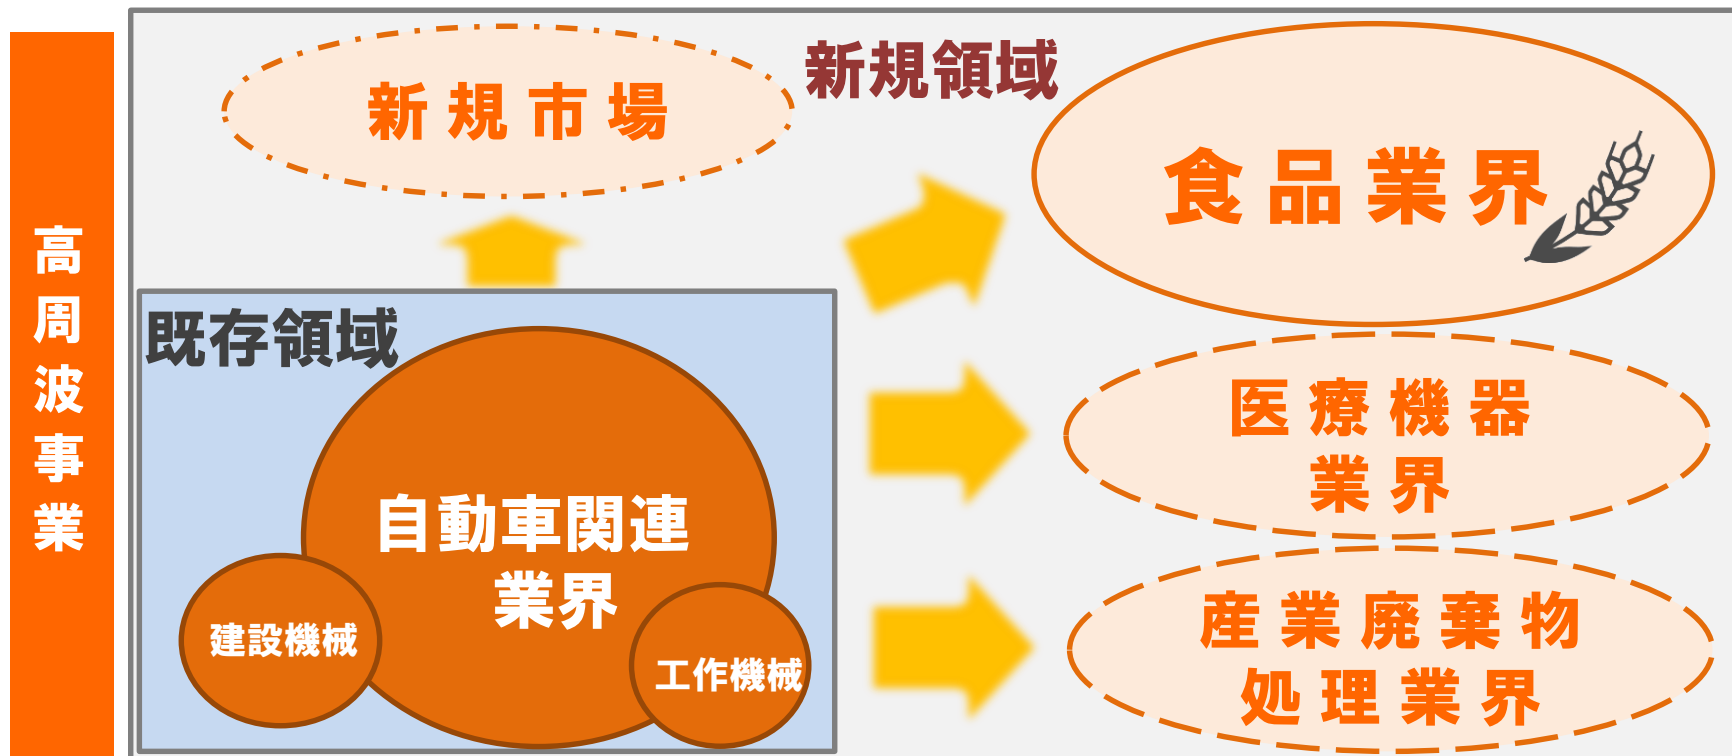 高周波事業
新規市場
新規領域
食品業界
既存領域
自動車関連
業界
建設機械
工作機械
医療機器
業界
産業廃棄物
処理業界